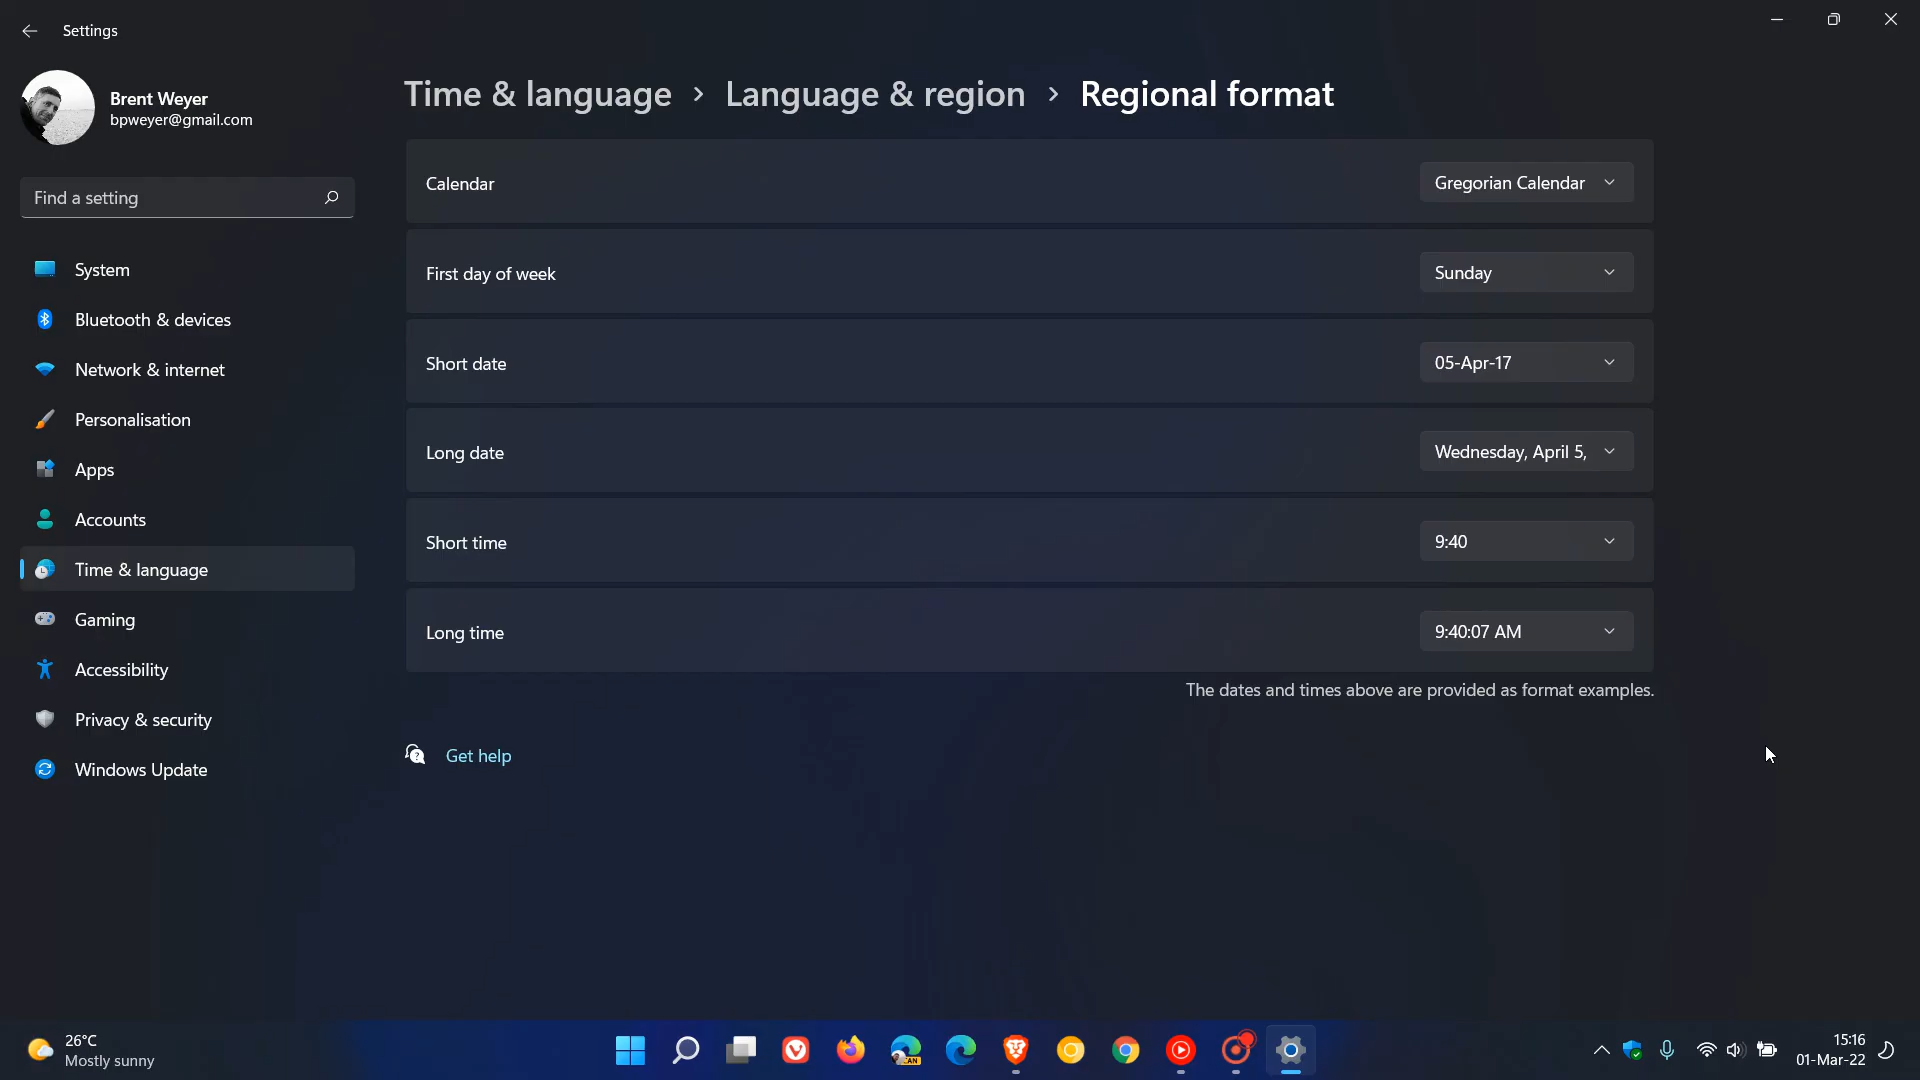 Settings
Brent Weyer
bpweyer@gmail.com
Find a setting
System
Bluetooth & devices
Network & internet
Personalisation
Apps
Accounts
Time & language
Gaming
Accessibility
Privacy & security
Windows Update
Time & language › Language & region › Regional format
Calendar
Gregorian Calendar
First day of week
Sunday
Short date
05-Apr-17
Long date
Wednesday, April 5,
Short time
9:40
Long time
9:40:07 AM
The dates and times above are provided as format examples.
Get help
26°C
Mostly sunny
CAN
15:16
01-Mar-22